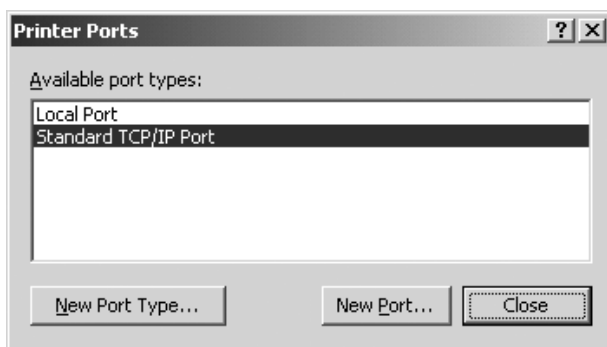 Printer Ports
Available port types:
Local Port
Standard TCP/IP Port
New Port Type... New Port... Close